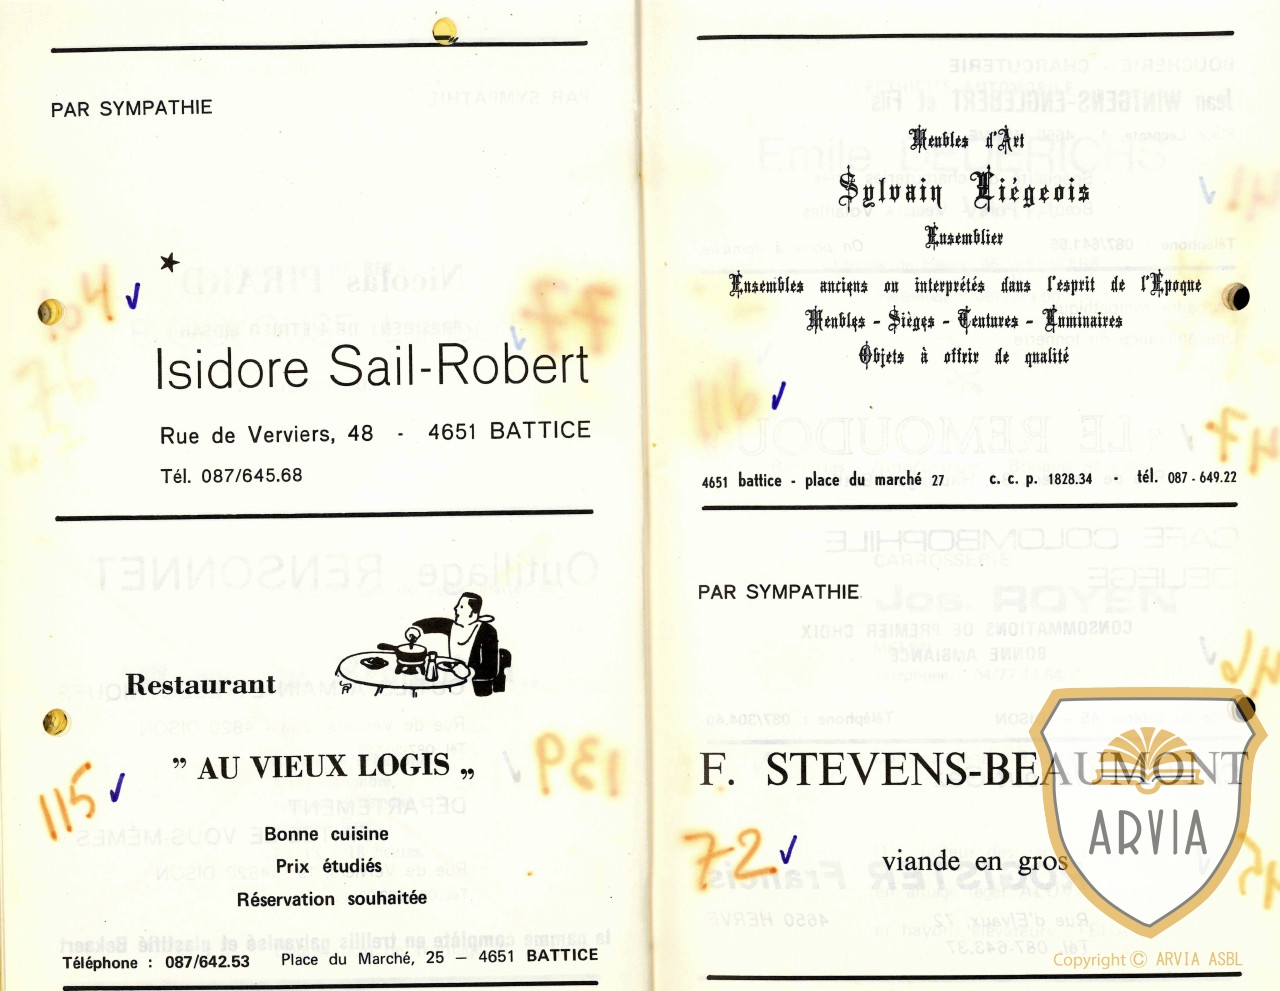 PAR SYMPATHIE
104
Isidore Sail-Robert
Rue de Verviers, 48 - 4651 BATTICE
Tél. 087/645.68
Restaurant
” AU VIEUX LOGIS „
115
Bonne cuisine
Prix étudiés
Réservation souhaitée
Téléphone : 087/642.53 Place du Marché, 25 — 4651 BATTICE
Meubles d'Art
Sylvain Liégeois
Ensemblier
Ensembles anciens ou interprétés dans l'esprit de l'Epoque
Meubles - Sièges - Tentures - Luminaires
Objets à offrir de qualité
116
4651 battice - place du marché 27 c. c. p. 1828.34 - tél. 087 - 649.22
PAR SYMPATHIE
F. STEVENS-BEAUMONT
72
viande en gros
ARVIA
Copyright © ARVIA ASBL